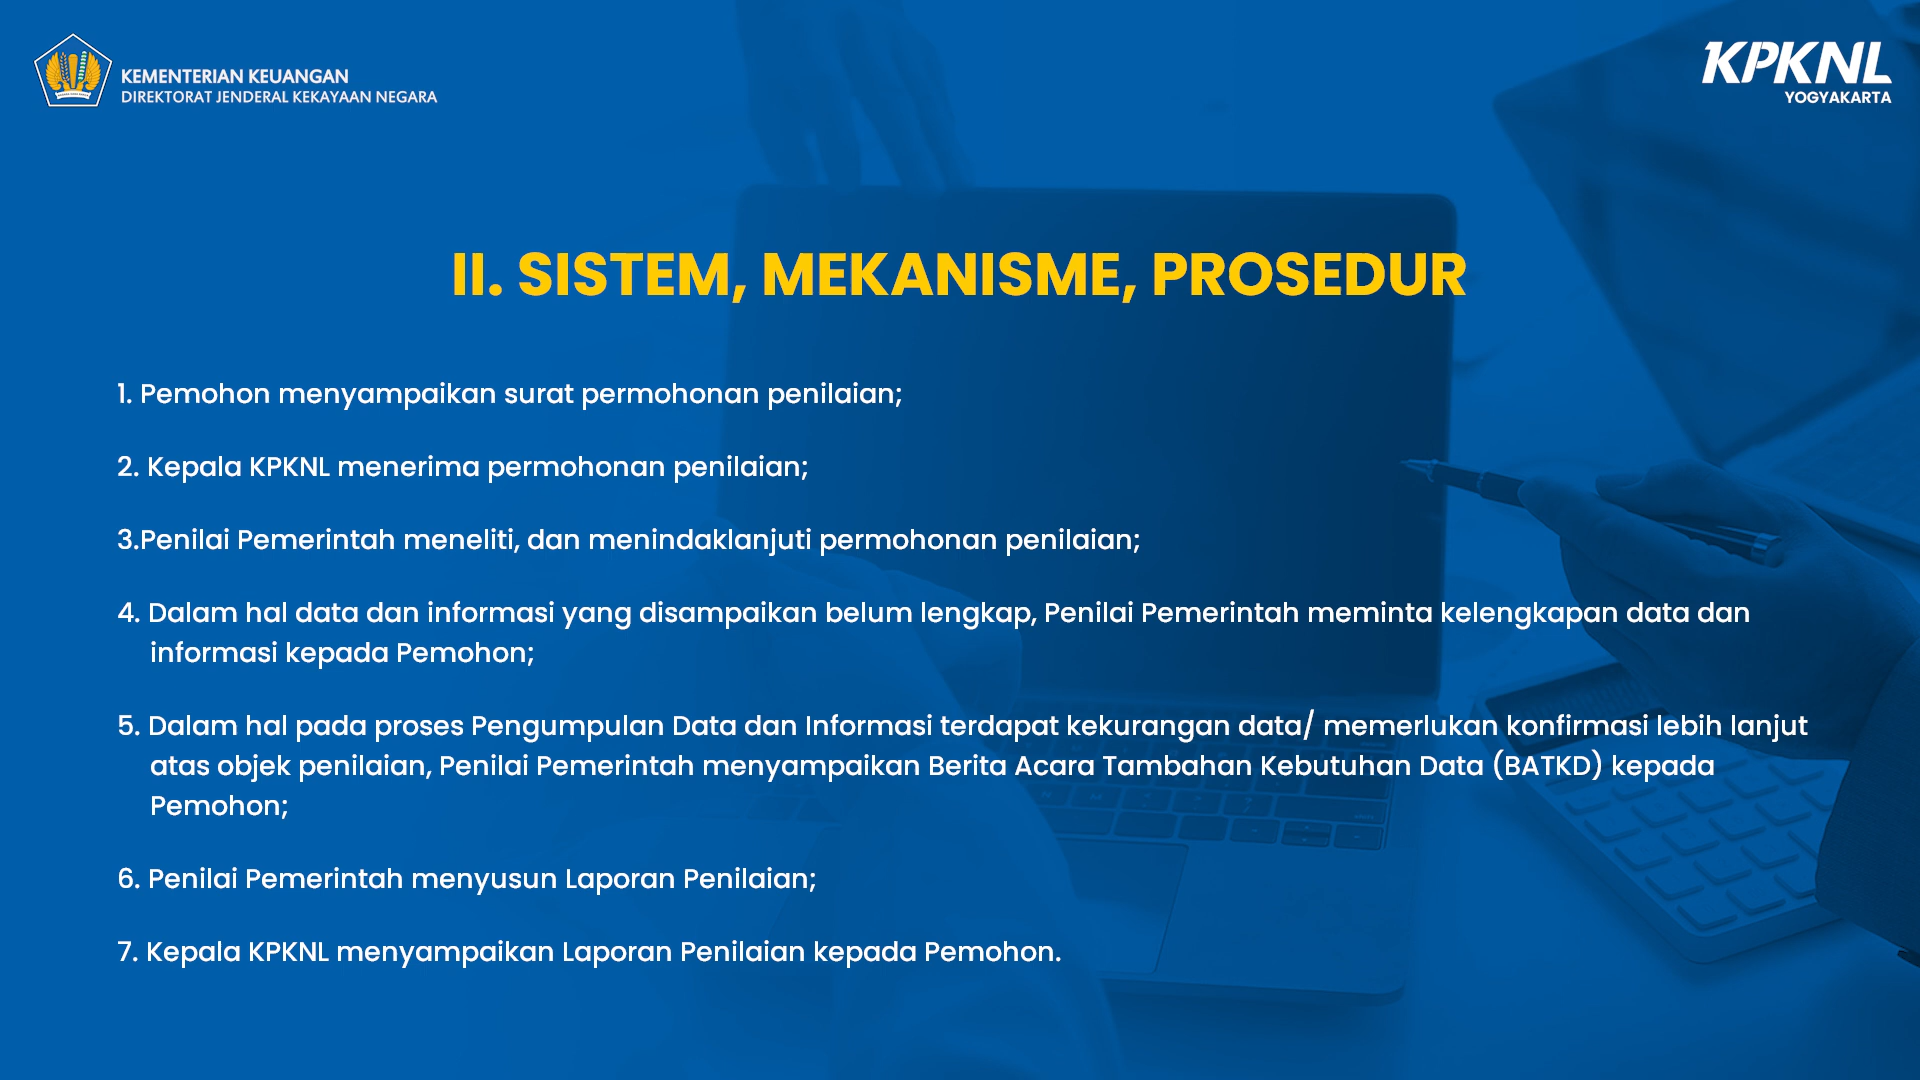 KEMENTERIAN KEUANGAN
DIREKTORAT JENDERAL KEKAYAAN NEGARA
KPKNL
YOGYAKARTA
II. SISTEM, MEKANISME, PROSEDUR
1. Pemohon menyampaikan surat permohonan penilaian;
2. Kepala KPKNL menerima permohonan penilaian;
3.Penilai Pemerintah meneliti, dan menindaklanjuti permohonan penilaian;
4. Dalam hal data dan informasi yang disampaikan belum lengkap, Penilai Pemerintah meminta kelengkapan data dan
informasi kepada Pemohon;
5. Dalam hal pada proses Pengumpulan Data dan Informasi terdapat kekurangan data/ memerlukan konfirmasi lebih lanjut
atas objek penilaian, Penilai Pemerintah menyampaikan Berita Acara Tambahan Kebutuhan Data (BATKD) kepada
Pemohon;
6. Penilai Pemerintah menyusun Laporan Penilaian;
7. Kepala KPKNL menyampaikan Laporan Penilaian kepada Pemohon.